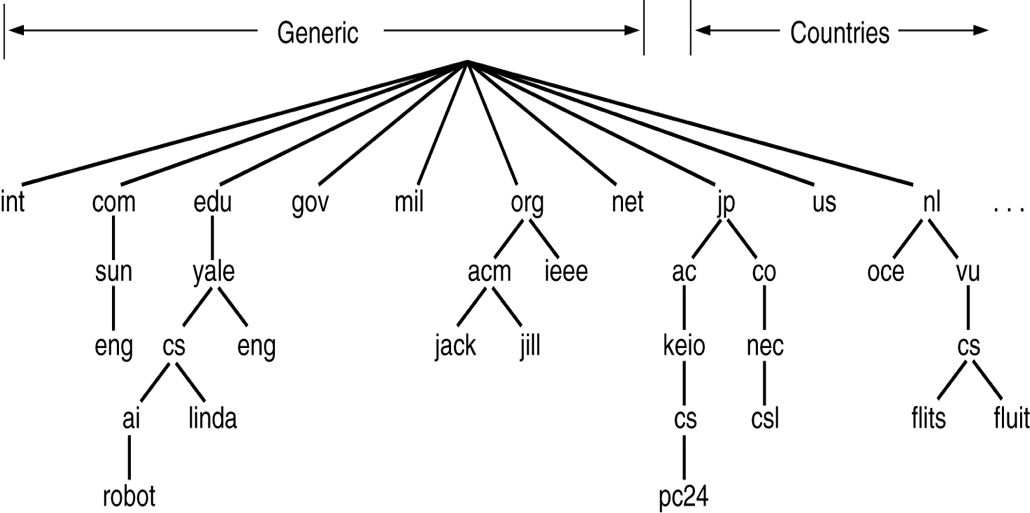 Generic Countries
int com edu gov mil org net jp us nl . . .
sun yale acm ieee ac co oce vu
eng cs eng jack jill keio nec cs
ai linda cs csl flits fluit
robot pc24